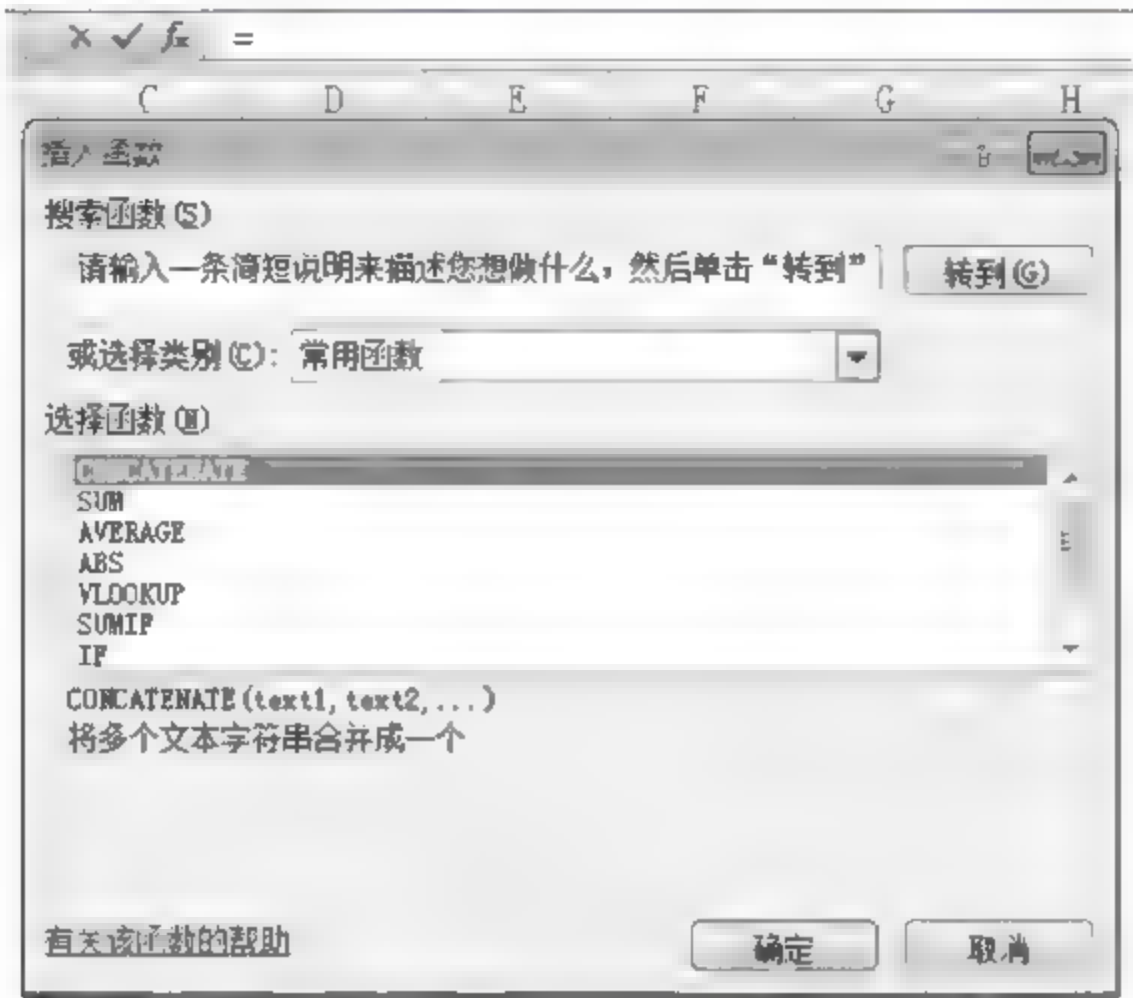 × ✓ fx =
C D E F G H
插入函数
搜索函数(S)
请输入一条简短说明来描述您想做什么，然后单击“转到” 转到(G)
或选择类别(C): 常用函数
选择函数(N)
CONCATENATE
SUM
AVERAGE
ABS
VLOOKUP
SUMIF
IF
CONCATENATE(text1,text2,...)
将多个文本字符串合并成一个
有关该函数的帮助 确定 取消